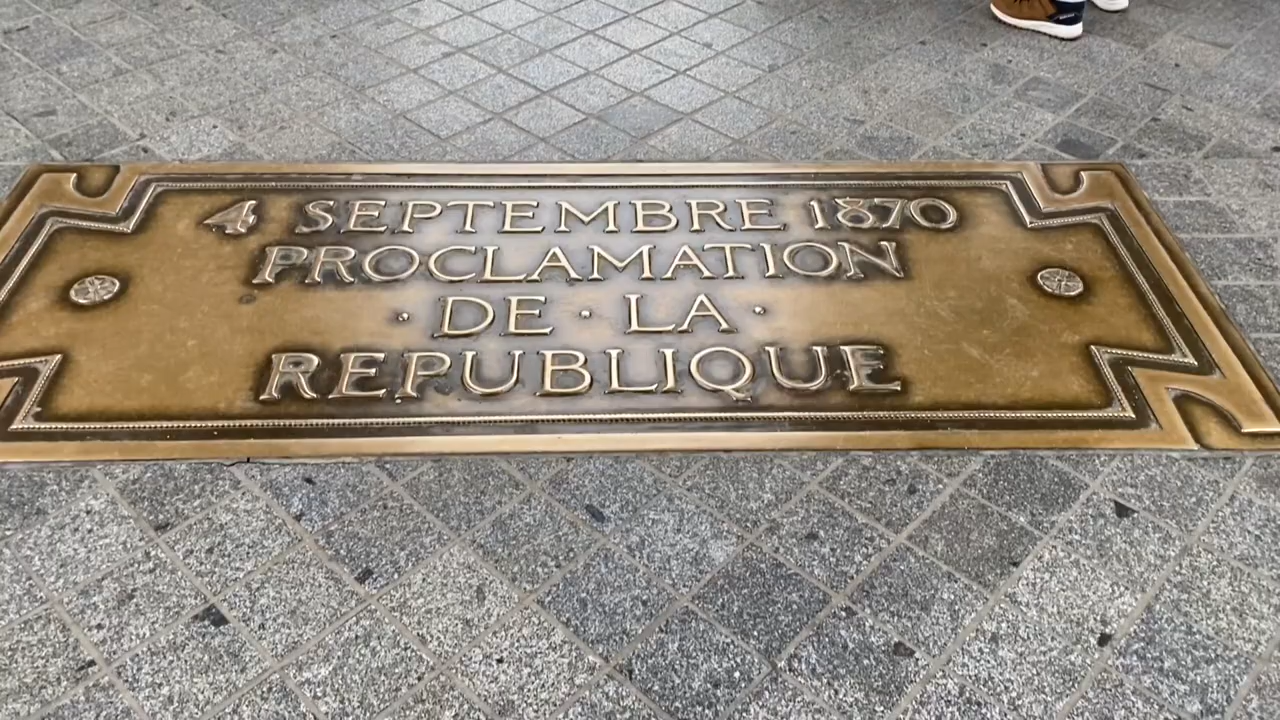 4 SEPTEMBRE 1870
PROCLAMATION
· DE · LA ·
REPUBLIQUE